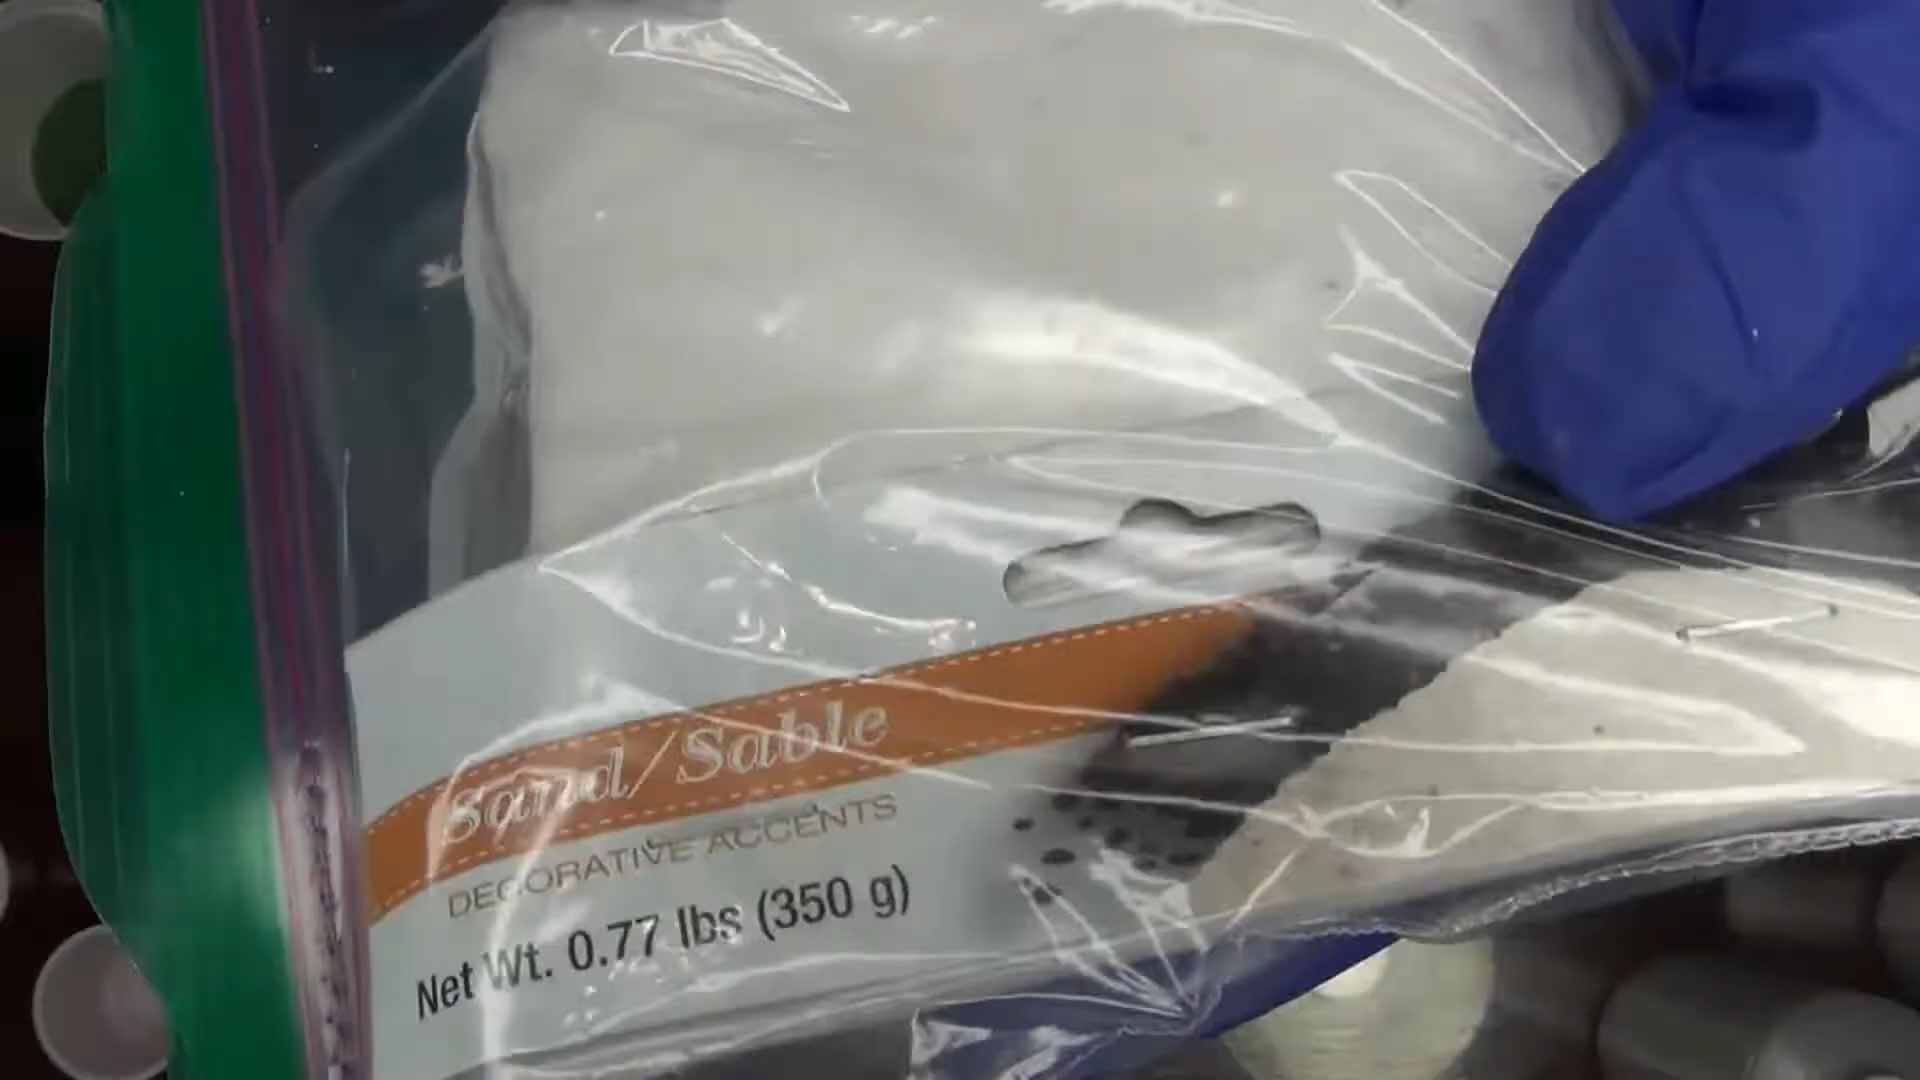 Sand/Sable
DECORATIVE ACCENTS
Net Wt. 0.77 lbs (350 g)